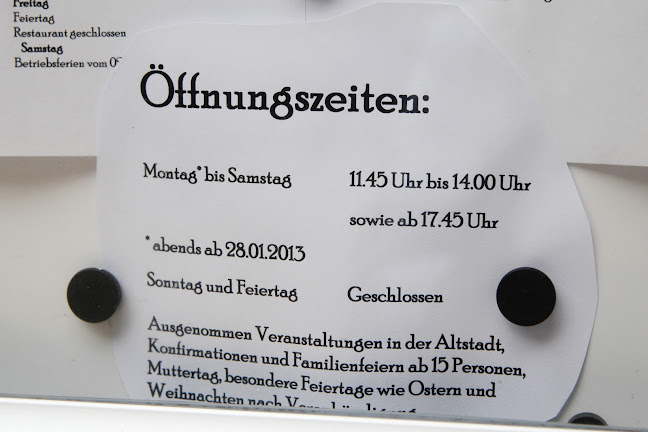 Freitag
Feiertag
Restaurant geschlossen
Samstag
Betriebsferien vom
Öffnungszeiten:
Montag* bis Samstag 11.45 Uhr bis 14.00 Uhr
sowie ab 17.45 Uhr
* abends ab 28.01.2013
Sonntag und Feiertag Geschlossen
Ausgenommen Veranstaltungen in der Altstadt,
Konfirmationen und Familienfeiern ab 15 Personen,
Muttertag, besondere Feiertage wie Ostern und
Weihnachten nach